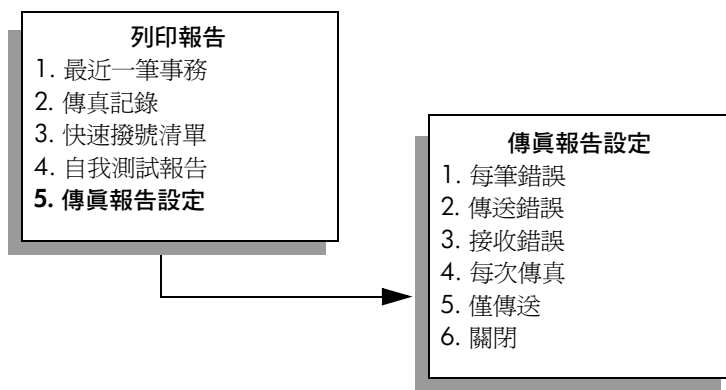 列印報告
1. 最近一筆事務
2. 傳真記錄
3. 快速撥號清單
4. 自我測試報告
5. 傳真報告設定
傳真報告設定
1. 每筆錯誤
2. 傳送錯誤
3. 接收錯誤
4. 每次傳真
5. 僅傳送
6. 關閉